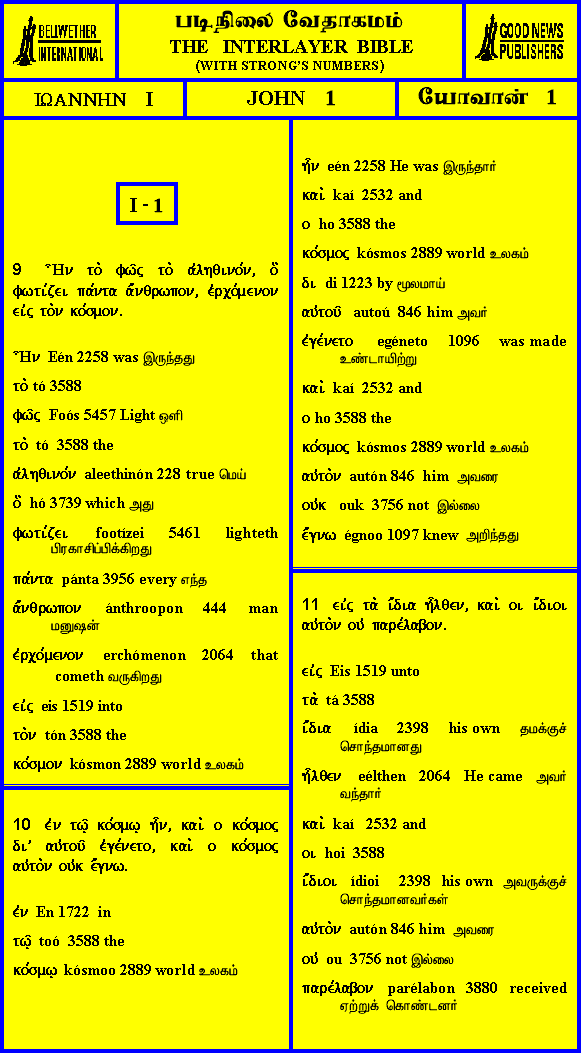 BELLWETHER
INTERNATIONAL
படிநிலை வேதாகமம்
THE INTERLAYER BIBLE
(WITH STRONG'S NUMBERS)
GOOD NEWS
PUBLISHERS
ΙΩΑΝΝΗΝ Ι
JOHN 1
யோவான் 1
I - 1
9 Ἦν τὸ φῶς τὸ ἀληθινόν, ὃ
φωτίζει πάντα ἄνθρωπον, ἐρχόμενον
εἰς τὸν κόσμον.
Ἦν Eén 2258 was இருந்தது
τὸ tó 3588
φῶς Foós 5457 Light ஒளி
τὸ tó 3588 the
ἀληθινόν aleethinón 228 true மெய்
ὃ hó 3739 which அது
φωτίζει footízei 5461 lighteth
பிரகாசிப்பிக்கிறது
πάντα pánta 3956 every எந்த
ἄνθρωπον ánthroopon 444 man
மனுஷன்
ἐρχόμενον erchómenon 2064 that
cometh வருகிறது
εἰς eis 1519 into
τὸν tón 3588 the
κόσμον kósmon 2889 world உலகம்
10 ἐν τῷ κόσμῳ ἦν, καὶ ο κόσμος
δι' αὐτοῦ ἐγένετο, καὶ ο κόσμος
αὐτὸν οὐκ ἔγνω.
ἐν En 1722 in
τῷ toó 3588 the
κόσμῳ kósmoo 2889 world உலகம்
ἦν eén 2258 He was இருந்தார்
καὶ kaí 2532 and
ο ho 3588 the
κόσμος kósmos 2889 world உலகம்
δι di 1223 by மூலமாய்
αὐτοῦ autoú 846 him அவர்
ἐγένετο egéneto 1096 was made
உண்டாயிற்று
καὶ kaí 2532 and
ο ho 3588 the
κόσμος kósmos 2889 world உலகம்
αὐτὸν autón 846 him அவரை
οὐκ ouk 3756 not இல்லை
ἔγνω égnoo 1097 knew அறிந்தது
11 εἰς τὰ ἴδια ἦλθεν, καὶ οι ἴδιοι
αὐτὸν οὐ παρέλαβον.
εἰς Eis 1519 unto
τὰ tá 3588
ἴδια ídia 2398 his own தமக்குச்
சொந்தமானது
ἦλθεν eélthen 2064 He came அவர்
வந்தார்
καὶ kaí 2532 and
οι hoi 3588
ἴδιοι ídioi 2398 his own அவருக்குச்
சொந்தமானவர்கள்
αὐτὸν autón 846 him அவரை
οὐ ou 3756 not இல்லை
παρέλαβον parélabon 3880 received
ஏற்றுக் கொண்டனர்